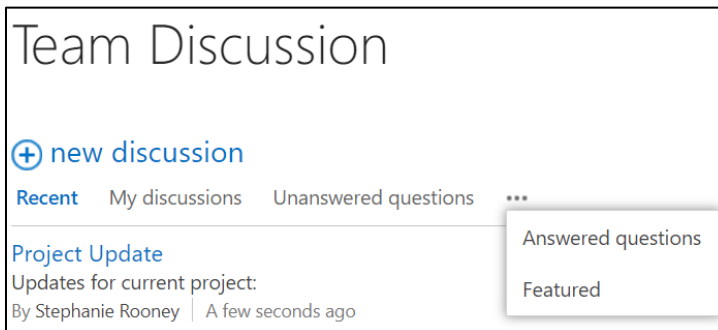 Team Discussion
new discussion
Recent My discussions Unanswered questions •••
Answered questions
Featured
Project Update
Updates for current project:
By Stephanie Rooney | A few seconds ago